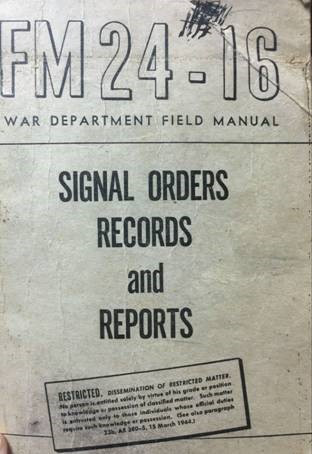 FM 24-16
WAR DEPARTMENT FIELD MANUAL
SIGNAL ORDERS
RECORDS
and
REPORTS
RESTRICTED. DISSEMINATION OF RESTRICTED MATTER.
No person is entitled solely by virtue of his grade or position
to knowledge or possession of classified matter. Such matter
is entrusted only to those individuals whose official duties
require such knowledge or possession. (See also paragraph
23b, AR 380-5, 15 March 1944.)